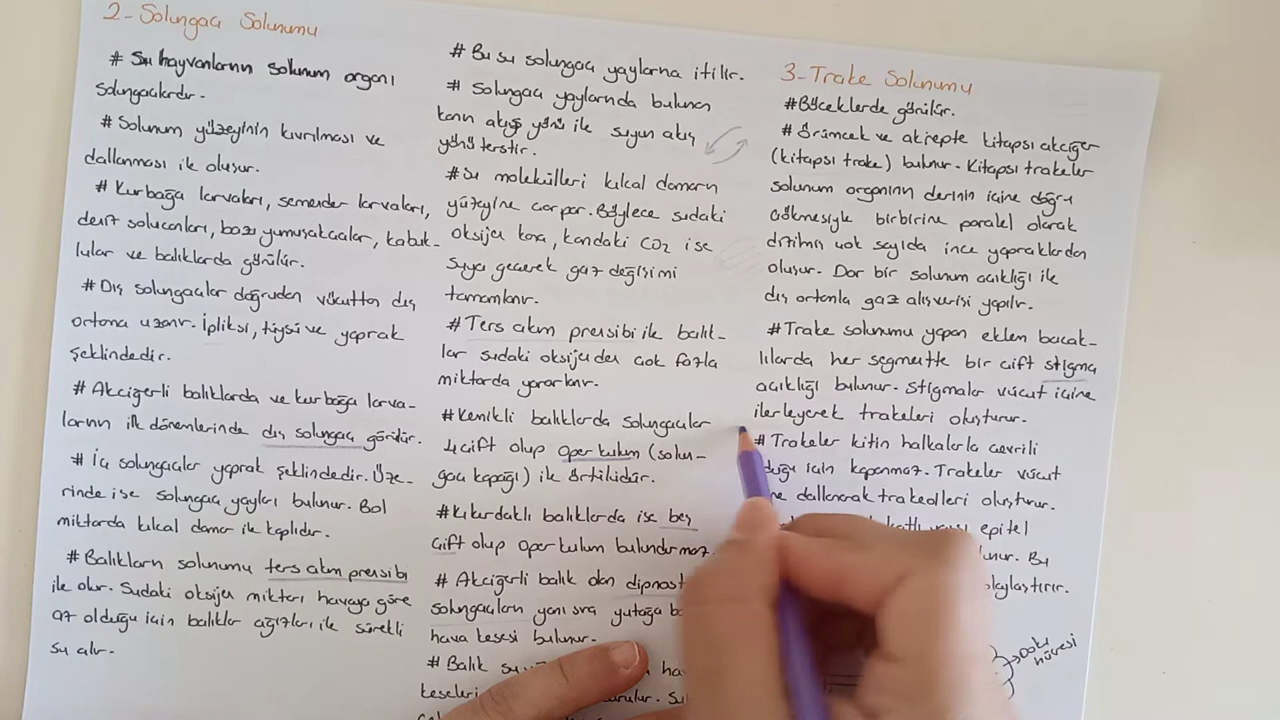 2-Solungaç Solunumu
# Su hayvanlarının solunum organı
solungaçlardır.
# Solunum yüzeyinin kıvrılması ve
dallanması ile oluşur.
# Kurbağa larvaları, semender larvaları,
deniz solucanları, bazı yumuşakçalar, kabuk-
lular ve balıklarda görülür.
# Dış solungaçlar doğrudan vücuttan dış
ortama uzanır. İpliksi, tüysü ve yaprak
şeklindedir.
# Akciğerli balıklarda ve kurbağa larva-
larının ilk dönemlerinde dış solungaç görülür.
# İç solungaçlar yaprak şeklindedir. Üze-
rinde ise solungaç yayları bulunur. Bol
miktarda kılcal damar ile kaplıdır.
# Balıkların solunumu ters akım prensibi
ile olur. Sudaki oksijen miktarı havaya göre
az olduğu için balıklar ağızları ile sürekli
su alır.
# Bu su solungaç yaylarına itilir.
# Solungaç yaylarında bulunan
kanın akış yönü ile suyun akış
yönü terstir.
# Su molekülleri kılcal damarın
yüzeyine çarpar. Böylece sudaki
oksijen kana, kandaki CO2 ise
suya geçerek gaz değişimi
tamamlanır.
# Ters akım prensibi ile balık-
lar sudaki oksijenden çok fazla
miktarda yararlanır.
# Kemikli balıklarda solungaçlar
4 çift olup operkulum (solun-
gaç kapağı) ile örtülüdür.
# Kıkırdaklı balıklarda ise beş
çift olup operkulum bulundurmaz.
# Akciğerli balık olan
solungaçların yanı sıra yutağa
hava kesesi bulunur.
# Balık
keseleri
3-Trake Solunumu
# Böceklerde görülür.
# Örümcek ve akrepte kitapsı akciğer
(kitapsı trake) bulunur. Kitapsı trakeler
solunum organının derinin içine doğru
çökmesiyle birbirine paralel olarak
dizilmiş çok sayıda ince yapraklardan
oluşur. Dar bir solunum açıklığı ile
dış ortamla gaz alışverişi yapılır.
# Trake solunumu yapan eklem bacak-
lılarda her segmentte bir çift stigma
açıklığı bulunur. Stigmalar vücut içine
ilerleyerek trakeleri oluşturur.
# Trakeler kitin halkalarla çevrili
için kapanmaz. Trakeler vücut
dallanarak trakeolleri oluşturur.
epitel
Bu
Doku
hücresi